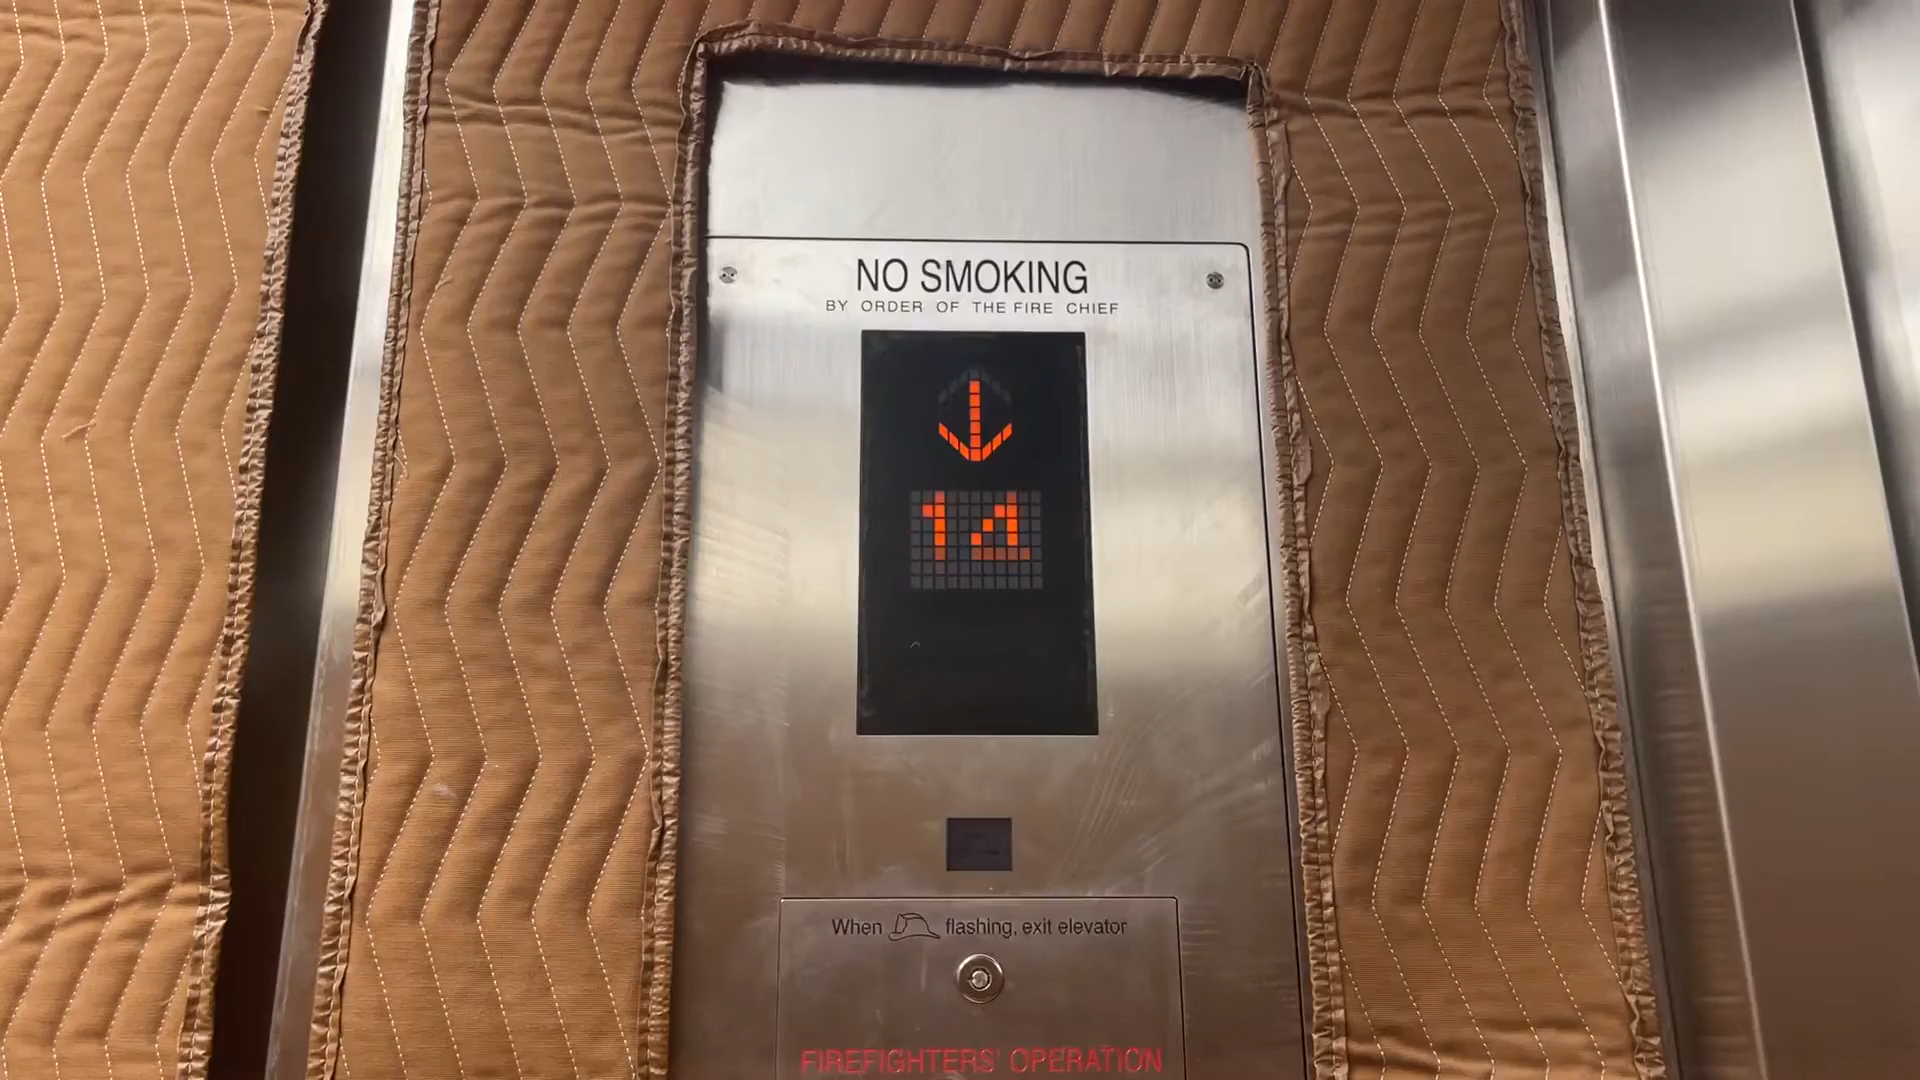 NO SMOKING
BY ORDER OF THE FIRE CHIEF
↓
14
When flashing, exit elevator
FIREFIGHTERS' OPERATION